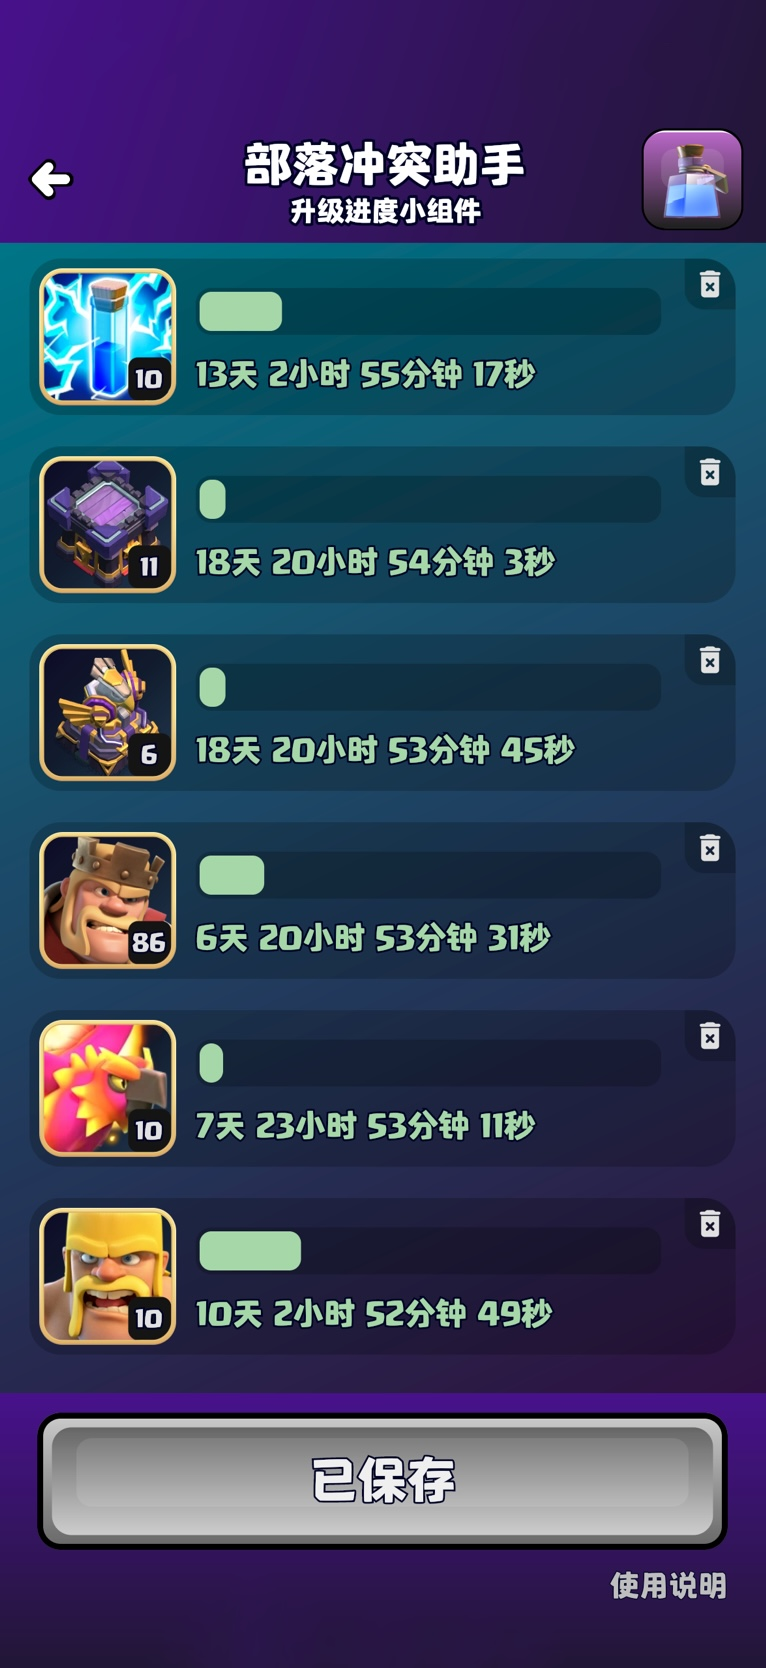 部落冲突助手
升级进度小组件
10
13天 2小时 55分钟 17秒
11
18天 20小时 54分钟 3秒
6
18天 20小时 53分钟 45秒
86
6天 20小时 53分钟 31秒
10
7天 23小时 53分钟 11秒
10
10天 2小时 52分钟 49秒
已保存
使用说明